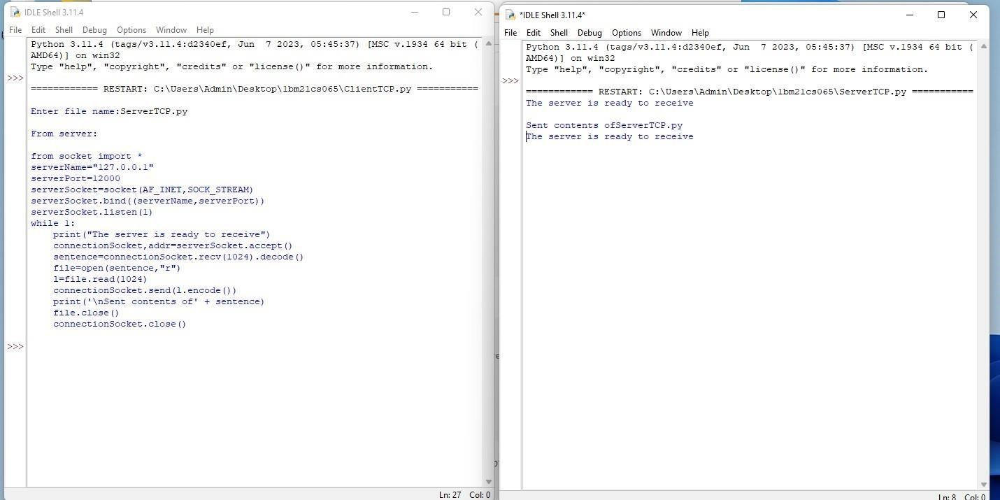 IDLE Shell 3.11.4
File Edit Shell Debug Options Window Help
Python 3.11.4 (tags/v3.11.4:d2340ef, Jun  7 2023, 05:45:37) [MSC v.1934 64 bit (
AMD64)] on win32
Type "help", "copyright", "credits" or "license()" for more information.
>>>
============ RESTART: C:\Users\Admin\Desktop\1bm21cs065\ClientTCP.py ===========
Enter file name:ServerTCP.py
From server:
from socket import *
serverName="127.0.0.1"
serverPort=12000
serverSocket=socket(AF_INET,SOCK_STREAM)
serverSocket.bind((serverName,serverPort))
serverSocket.listen(1)
while 1:
    print("The server is ready to receive")
    connectionSocket,addr=serverSocket.accept()
    sentence=connectionSocket.recv(1024).decode()
    file=open(sentence,"r")
    l=file.read(1024)
    connectionSocket.send(l.encode())
    print('\nSent contents of' + sentence)
    file.close()
    connectionSocket.close()
>>>
Ln: 27 Col: 0
*IDLE Shell 3.11.4*
File Edit Shell Debug Options Window Help
Python 3.11.4 (tags/v3.11.4:d2340ef, Jun  7 2023, 05:45:37) [MSC v.1934 64 bit (
AMD64)] on win32
Type "help", "copyright", "credits" or "license()" for more information.
>>>
============ RESTART: C:\Users\Admin\Desktop\1bm21cs065\ServerTCP.py ===========
The server is ready to receive
Sent contents ofServerTCP.py
The server is ready to receive
Ln: 8 Col: 0